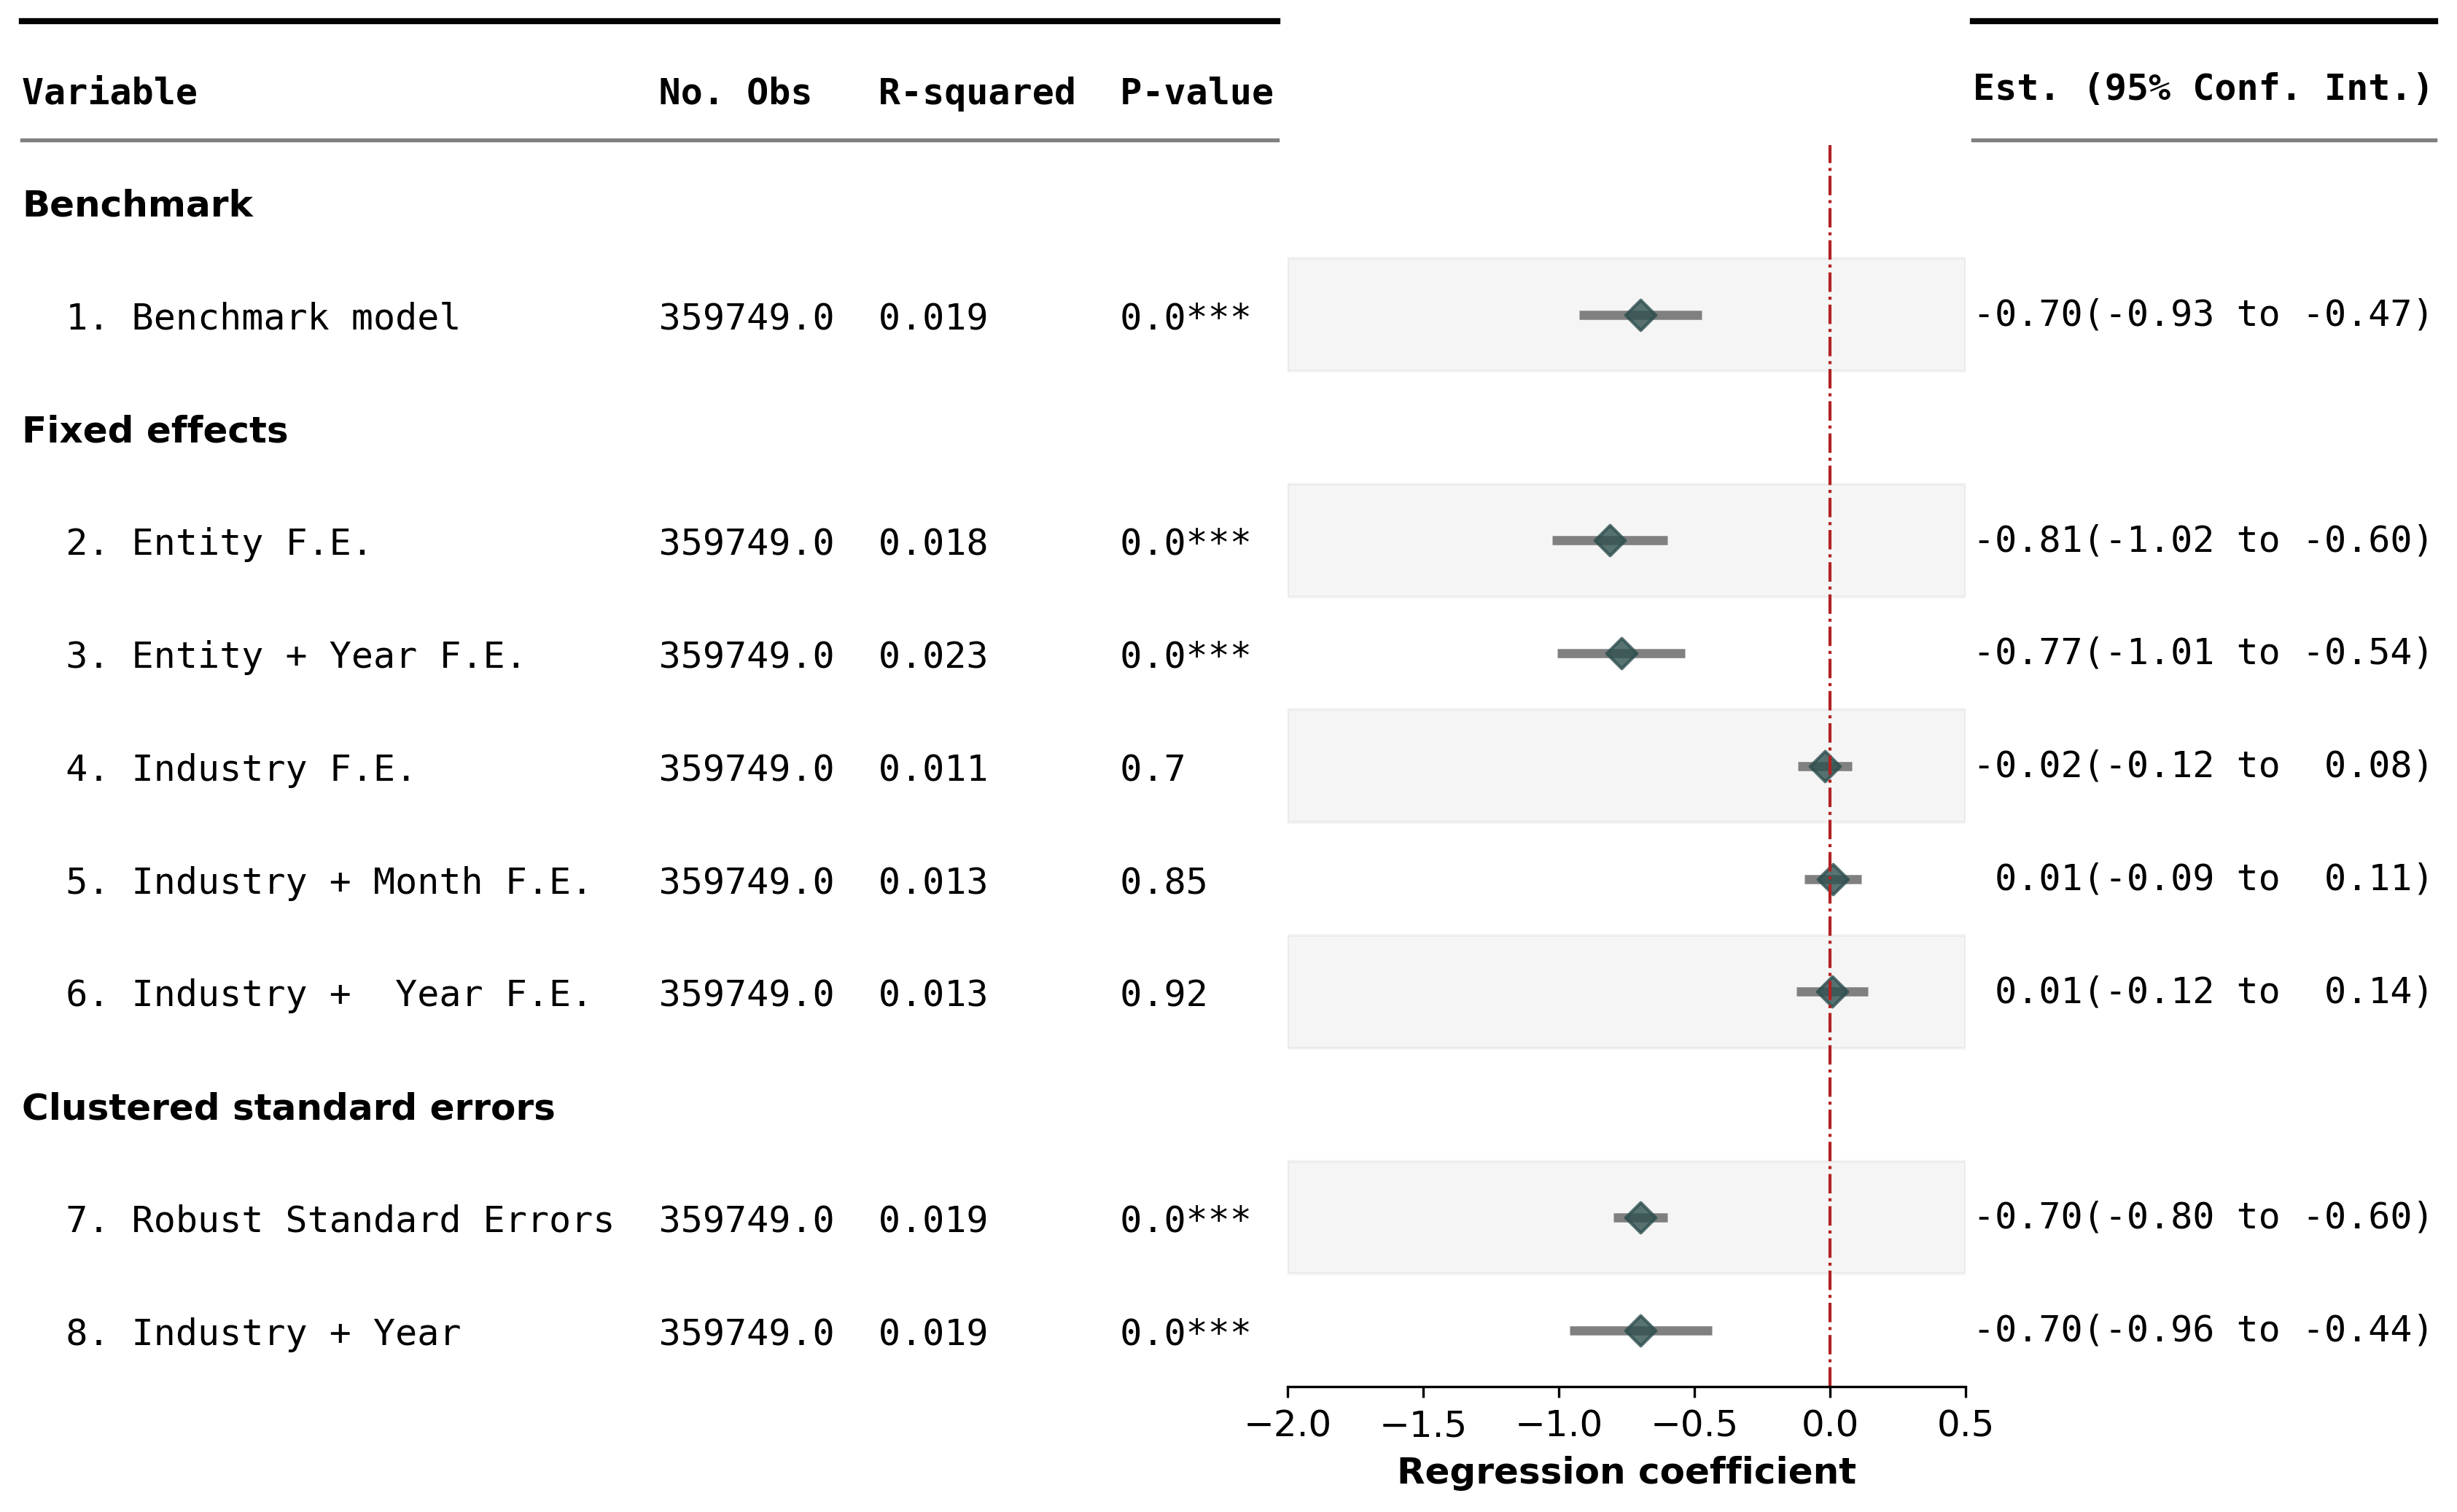 Variable No. Obs R-squared P-value Est. (95% Conf. Int.)
Benchmark
1. Benchmark model 359749.0 0.019 0.0*** -0.70(-0.93 to -0.47)
Fixed effects
2. Entity F.E. 359749.0 0.018 0.0*** -0.81(-1.02 to -0.60)
3. Entity + Year F.E. 359749.0 0.023 0.0*** -0.77(-1.01 to -0.54)
4. Industry F.E. 359749.0 0.011 0.7 -0.02(-0.12 to  0.08)
5. Industry + Month F.E. 359749.0 0.013 0.85 0.01(-0.09 to  0.11)
6. Industry +  Year F.E. 359749.0 0.013 0.92 0.01(-0.12 to  0.14)
Clustered standard errors
7. Robust Standard Errors 359749.0 0.019 0.0*** -0.70(-0.80 to -0.60)
8. Industry + Year 359749.0 0.019 0.0*** -0.70(-0.96 to -0.44)
−2.0 −1.5 −1.0 −0.5 0.0 0.5
Regression coefficient